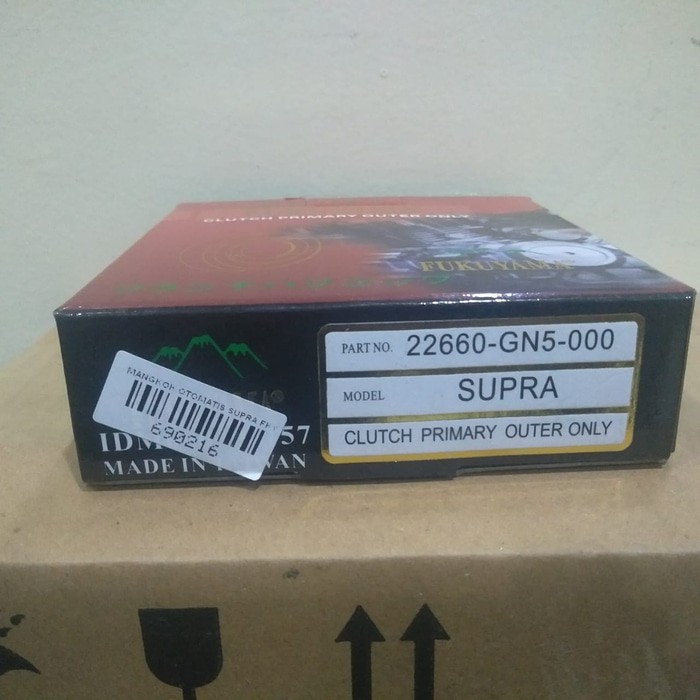 CLUTCH PRIMARY OUTER ONLY
FUKUYAMA
PART NO. 22660-GN5-000
MODEL SUPRA
CLUTCH PRIMARY OUTER ONLY
MANGKOK OTOMATIS SUPRA
690216
57
MADE IN